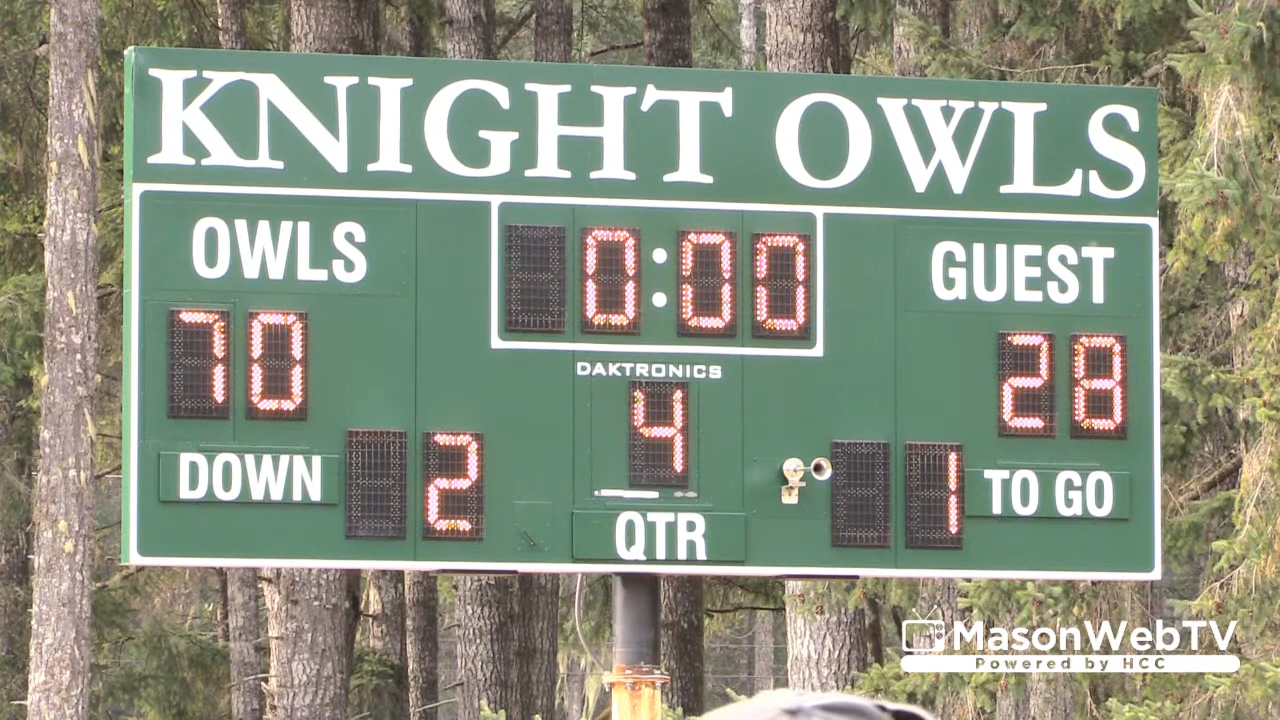 KNIGHT OWLS
OWLS
0:00
GUEST
70
DAKTRONICS
28
4
DOWN
2
1
TO GO
QTR
MasonWebTV
Powered by HCC